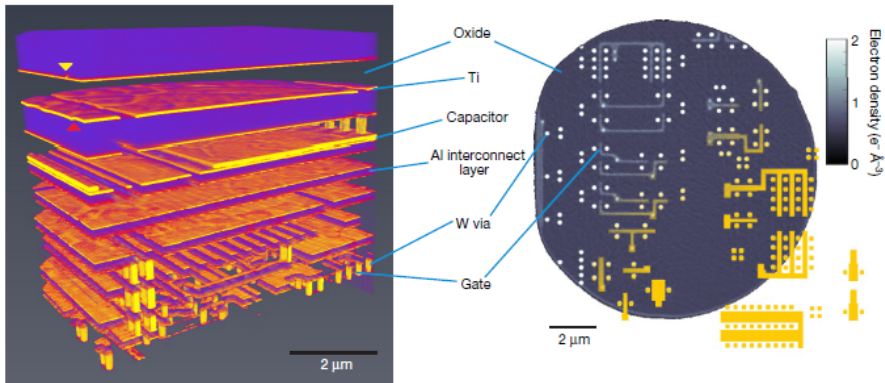 Oxide
Ti
Capacitor
Al interconnect
layer
W via
Gate
2 μm
2 μm
2
1
0
Electron density (e⁻ Å⁻³)